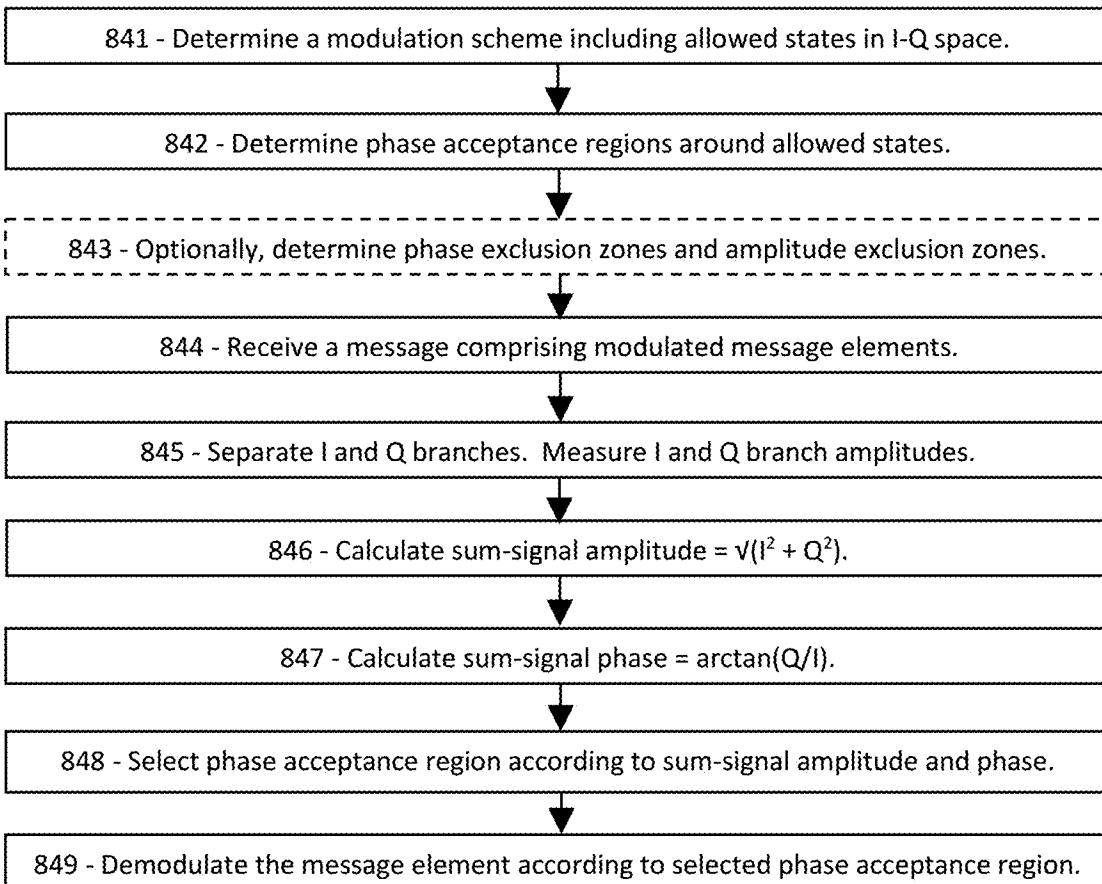 841 - Determine a modulation scheme including allowed states in I-Q space.
842 - Determine phase acceptance regions around allowed states.
843 - Optionally, determine phase exclusion zones and amplitude exclusion zones.
844 - Receive a message comprising modulated message elements.
845 - Separate I and Q branches.  Measure I and Q branch amplitudes.
846 - Calculate sum-signal amplitude = √(I² + Q²).
847 - Calculate sum-signal phase = arctan(Q/I).
848 - Select phase acceptance region according to sum-signal amplitude and phase.
849 - Demodulate the message element according to selected phase acceptance region.